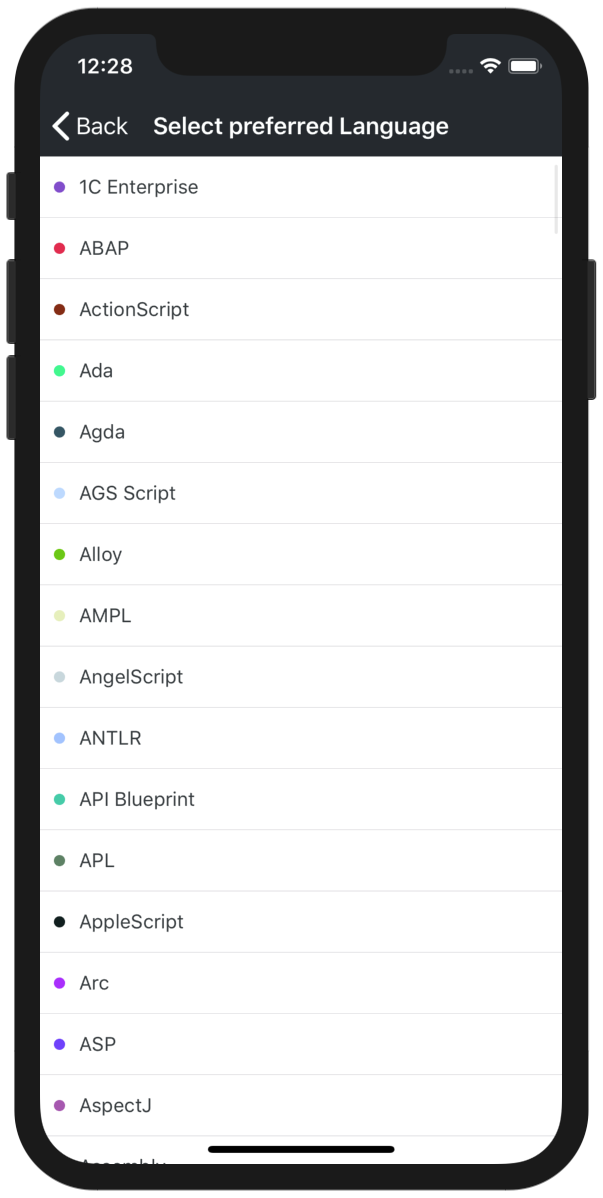 12:28
Back Select preferred Language
1C Enterprise
ABAP
ActionScript
Ada
Agda
AGS Script
Alloy
AMPL
AngelScript
ANTLR
API Blueprint
APL
AppleScript
Arc
ASP
AspectJ
Assembly